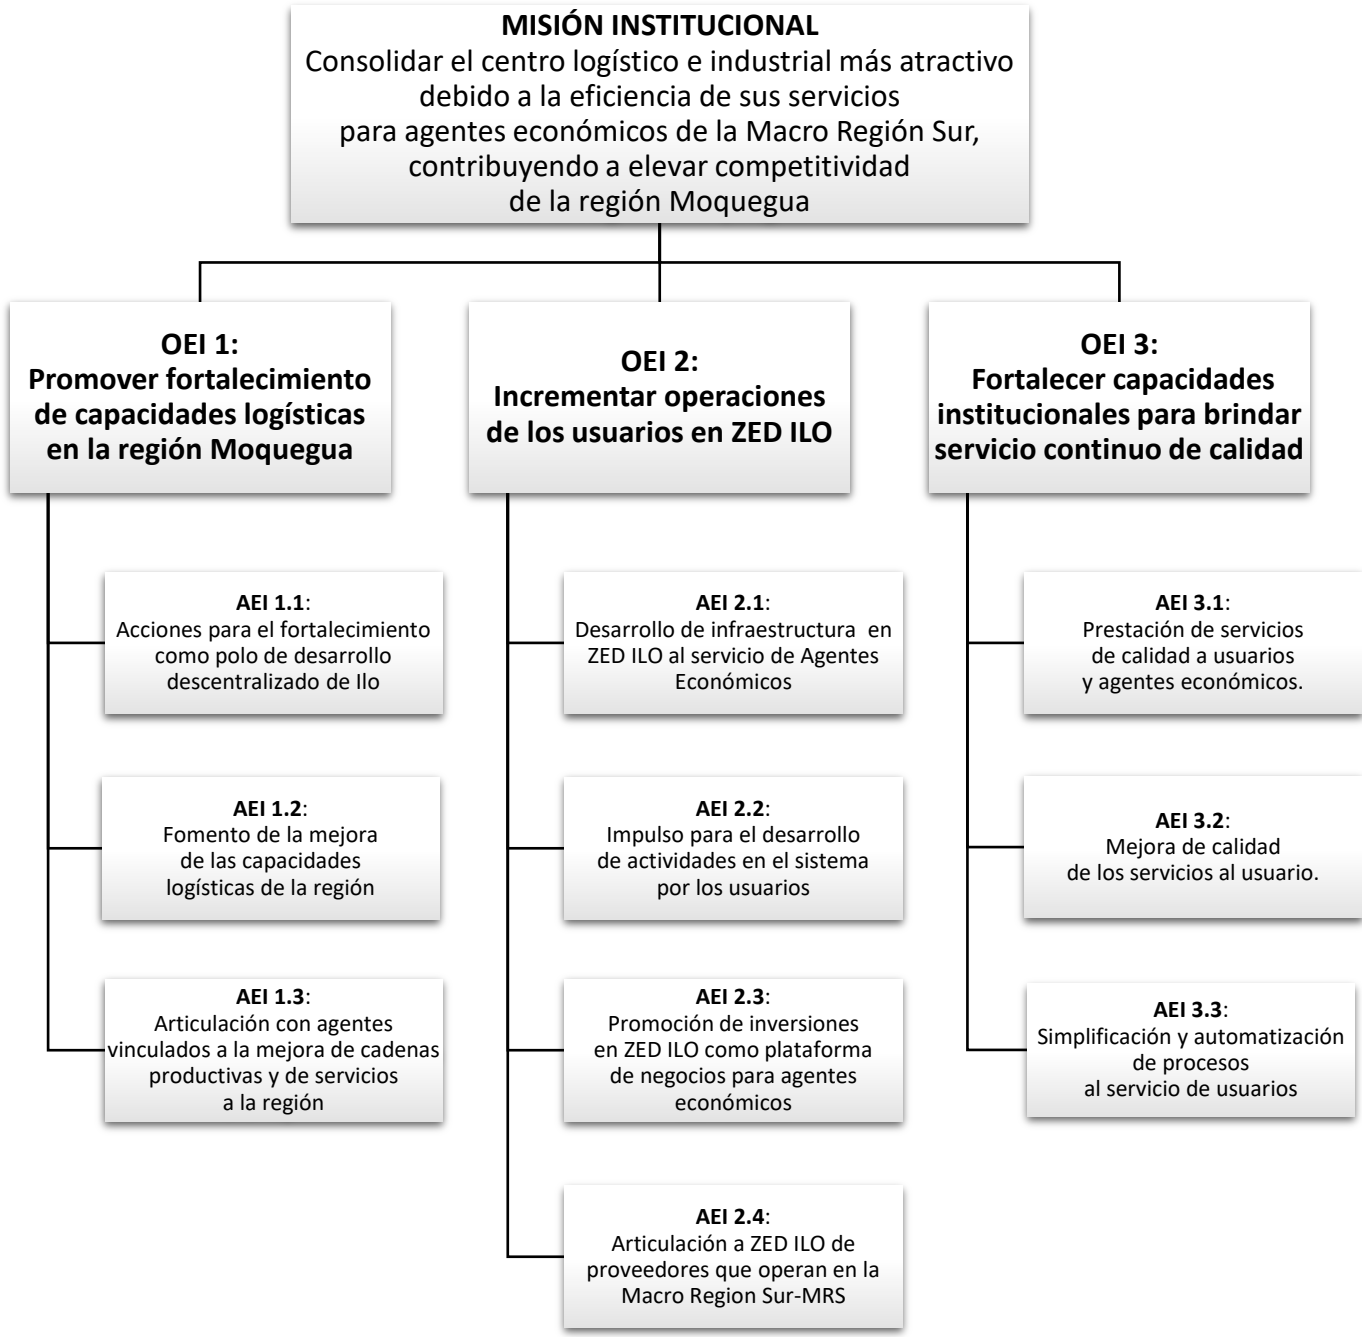 MISIÓN INSTITUCIONAL
Consolidar el centro logístico e industrial más atractivo
debido a la eficiencia de sus servicios
para agentes económicos de la Macro Región Sur,
contribuyendo a elevar competitividad
de la región Moquegua
OEI 1:
Promover fortalecimiento
de capacidades logísticas
en la región Moquegua
AEI 1.1:
Acciones para el fortalecimiento
como polo de desarrollo
descentralizado de Ilo
AEI 1.2:
Fomento de la mejora
de las capacidades
logísticas de la región
AEI 1.3:
Articulación con agentes
vinculados a la mejora de cadenas
productivas y de servicios
a la región
OEI 2:
Incrementar operaciones
de los usuarios en ZED ILO
AEI 2.1:
Desarrollo de infraestructura en
ZED ILO al servicio de Agentes
Económicos
AEI 2.2:
Impulso para el desarrollo
de actividades en el sistema
por los usuarios
AEI 2.3:
Promoción de inversiones
en ZED ILO como plataforma
de negocios para agentes
económicos
AEI 2.4:
Articulación a ZED ILO de
proveedores que operan en la
Macro Region Sur-MRS
OEI 3:
Fortalecer capacidades
institucionales para brindar
servicio continuo de calidad
AEI 3.1:
Prestación de servicios
de calidad a usuarios
y agentes económicos.
AEI 3.2:
Mejora de calidad
de los servicios al usuario.
AEI 3.3:
Simplificación y automatización
de procesos
al servicio de usuarios